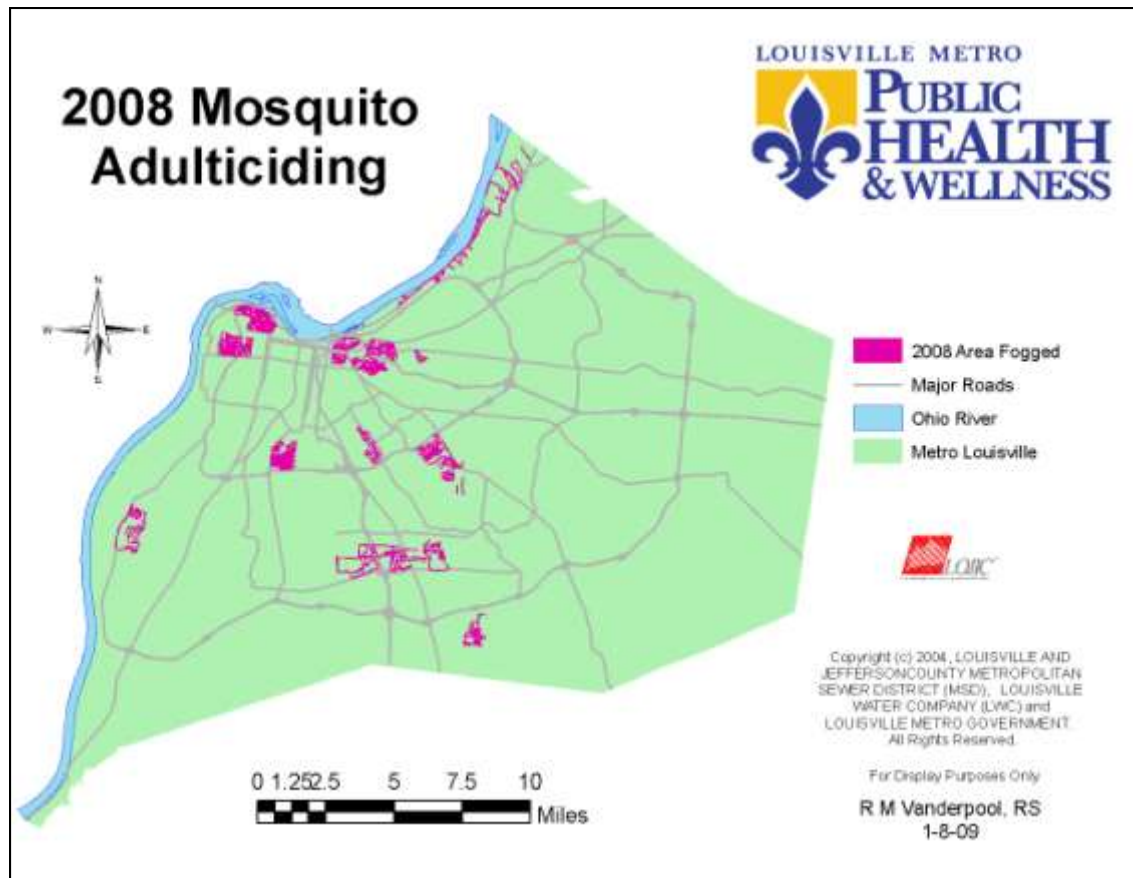 2008 Mosquito
Adulticiding
LOUISVILLE METRO
PUBLIC
HEALTH
& WELLNESS
N
W E
S
2008 Area Fogged
Major Roads
Ohio River
Metro Louisville
LOJIC
Copyright (c) 2004, LOUISVILLE AND
JEFFERSONCOUNTY METROPOLITAN
SEWER DISTRICT (MSD), LOUISVILLE
WATER COMPANY (LWC) and
LOUISVILLE METRO GOVERNMENT.
All Rights Reserved.
For Display Purposes Only
R M Vanderpool, RS
1-8-09
0 1.252.5 5 7.5 10
Miles